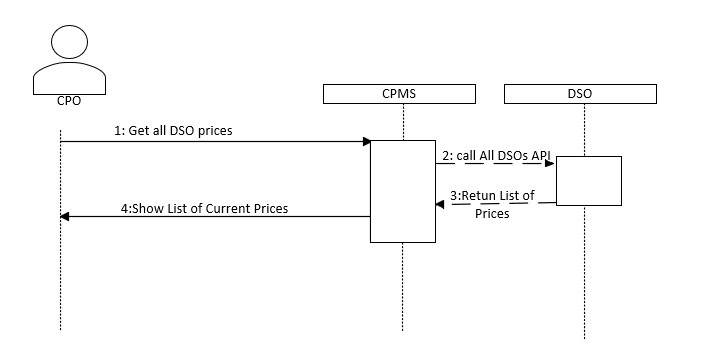 CPO
CPMS
DSO
1: Get all DSO prices
2: call All DSOs API
3:Retun List of
Prices
4:Show List of Current Prices